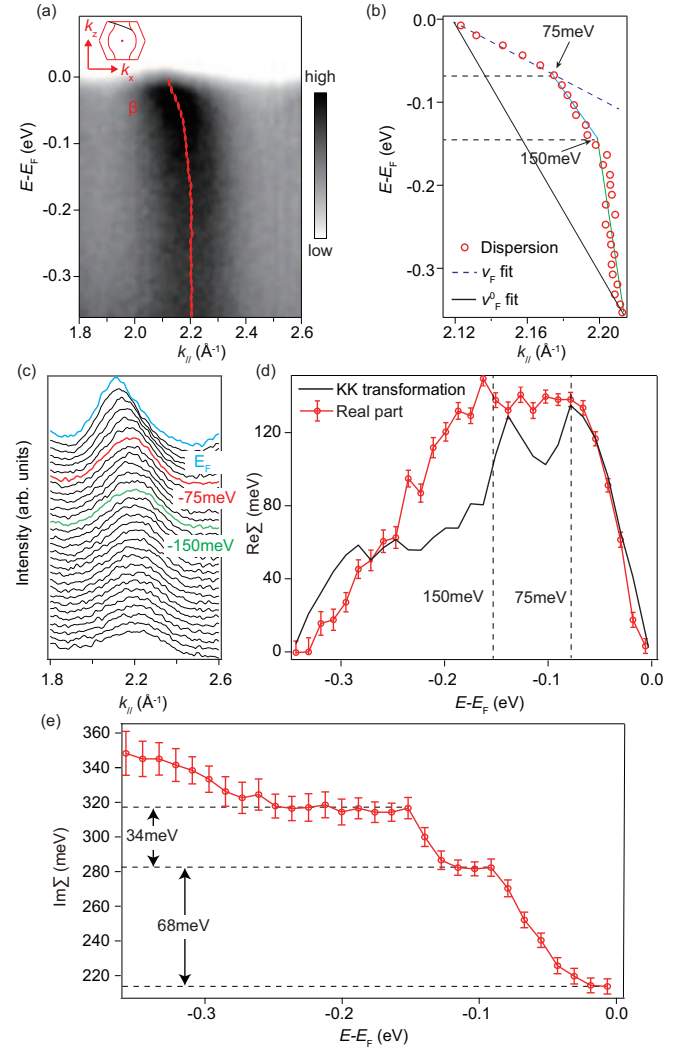 (a)
k_z
k_x
β
0.0
-0.1
-0.2
-0.3
E-E_F (eV)
1.8
2.0
2.2
2.4
2.6
k_// (Å⁻¹)
high
low
(b)
0.0
-0.1
-0.2
-0.3
E-E_F (eV)
75meV
150meV
Dispersion
v_F fit
v⁰_F fit
2.12
2.16
2.20
k_// (Å⁻¹)
(c)
Intensity (arb. units)
E_F
-75meV
-150meV
1.8
2.2
2.6
k_// (Å⁻¹)
(d)
KK transformation
Real part
120
80
40
0
ReΣ (meV)
150meV
75meV
-0.3
-0.2
-0.1
0.0
E-E_F (eV)
(e)
360
340
320
300
280
260
240
220
ImΣ (meV)
34meV
68meV
-0.3
-0.2
-0.1
0.0
E-E_F (eV)